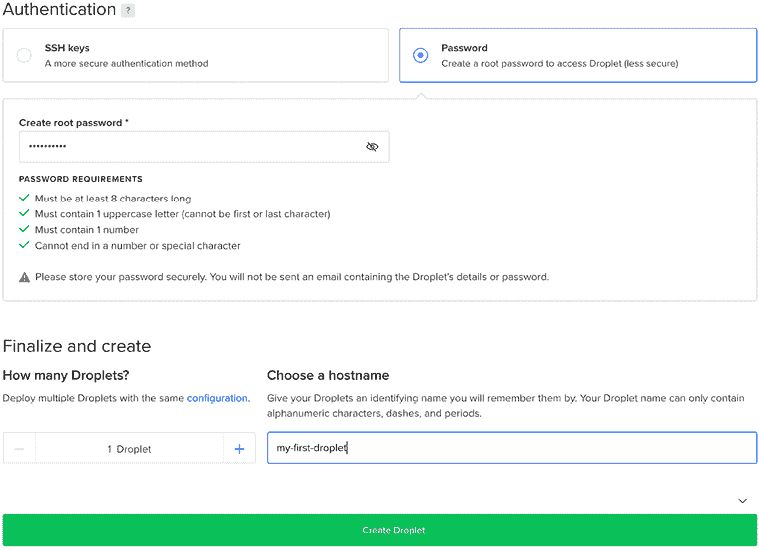 Authentication ?
SSH keys
A more secure authentication method
Password
Create a root password to access Droplet (less secure)
Create root password *
••••••••••
PASSWORD REQUIREMENTS
Must be at least 8 characters long
Must contain 1 uppercase letter (cannot be first or last character)
Must contain 1 number
Cannot end in a number or special character
Please store your password securely. You will not be sent an email containing the Droplet's details or password.
Finalize and create
How many Droplets?
Deploy multiple Droplets with the same configuration.
− 1 Droplet +
Choose a hostname
Give your Droplets an identifying name you will remember them by. Your Droplet name can only contain
alphanumeric characters, dashes, and periods.
my-first-droplet
Create Droplet